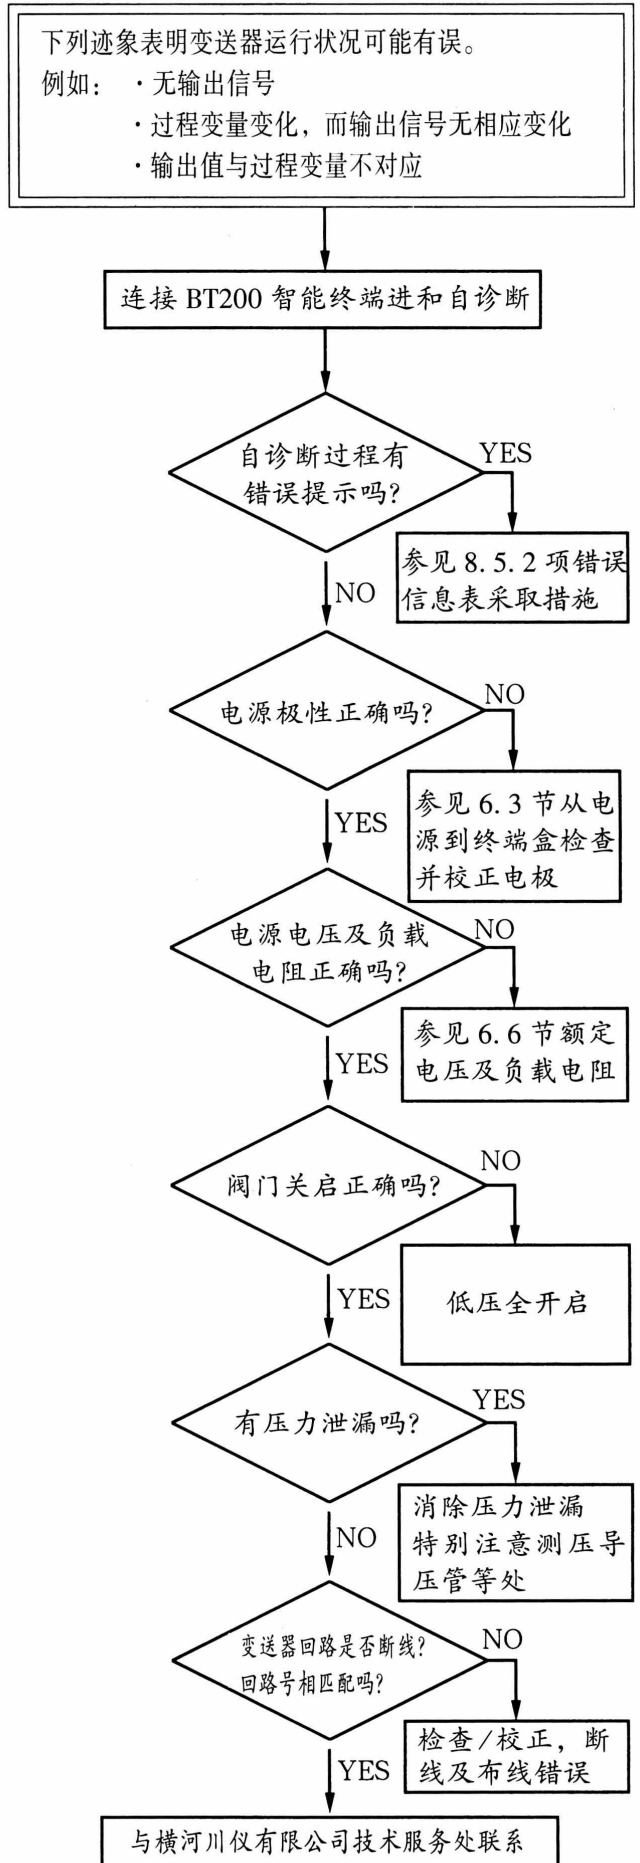 下列迹象表明变送器运行状况可能有误。
例如： ·无输出信号
·过程变量变化，而输出信号无相应变化
·输出值与过程变量不对应
连接 BT200 智能终端进和自诊断
自诊断过程有
错误提示吗?
YES
参见 8.5.2 项错误
信息表采取措施
NO
电源极性正确吗?
NO
参见 6.3 节从电
源到终端盒检查
并校正电极
YES
电源电压及负载
电阻正确吗?
NO
参见 6.6 节额定
电压及负载电阻
YES
阀门关启正确吗?
NO
低压全开启
YES
有压力泄漏吗?
YES
消除压力泄漏
特别注意测压导
压管等处
NO
变送器回路是否断线?
回路号相匹配吗?
NO
检查/校正，断
线及布线错误
YES
与横河川仪有限公司技术服务处联系